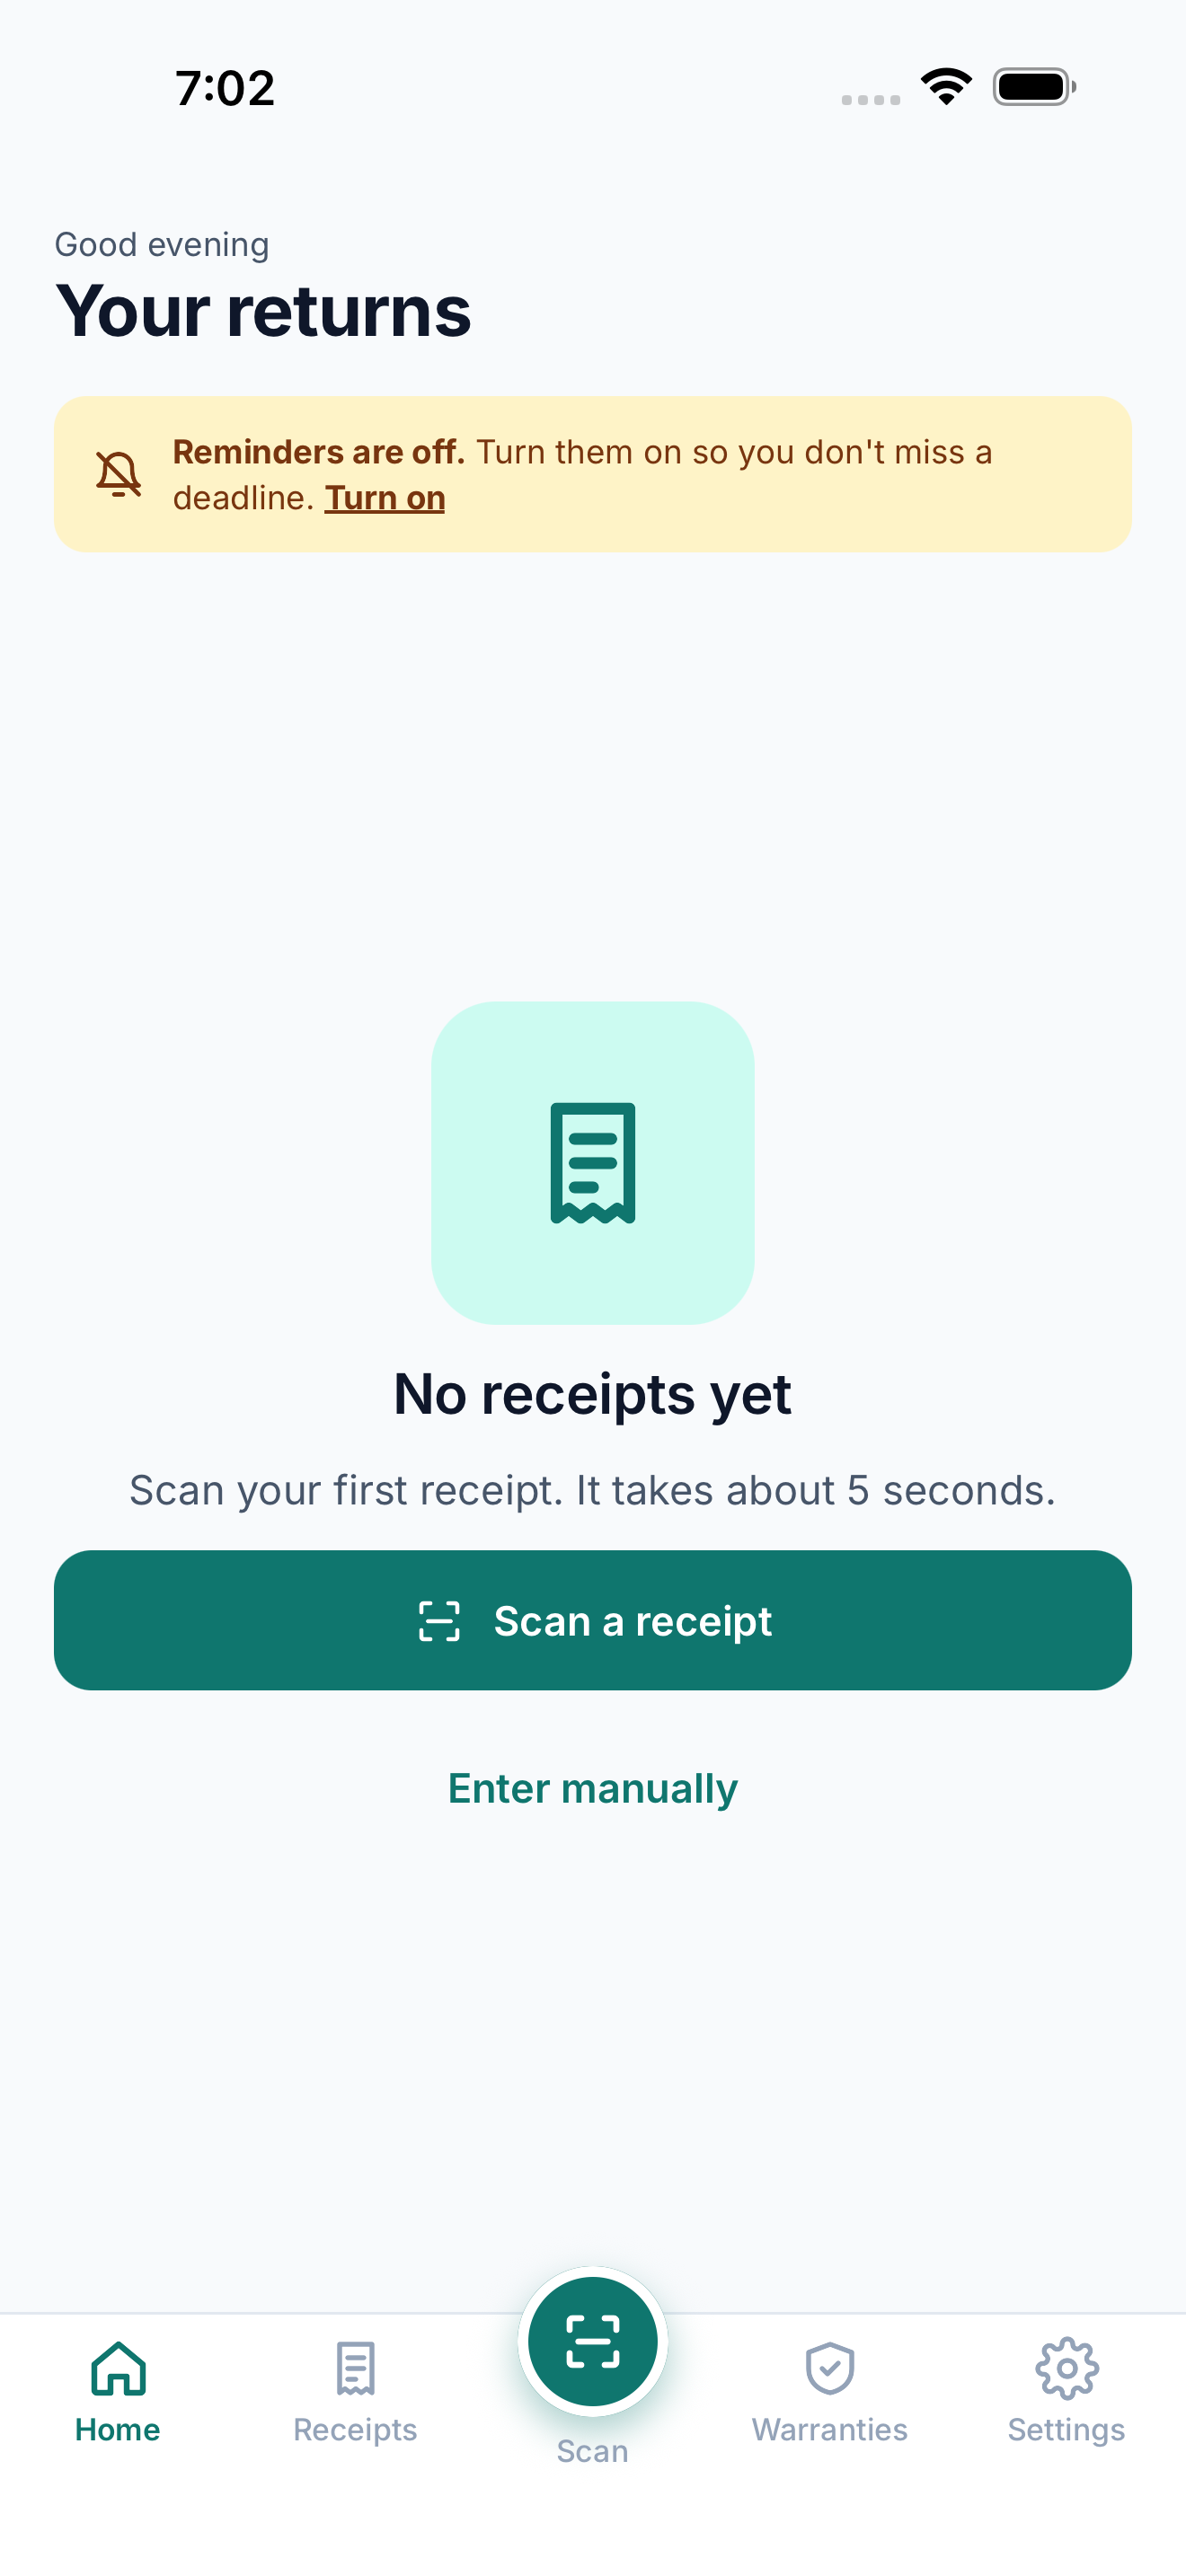 7:02
Good evening
Your returns
Reminders are off. Turn them on so you don't miss a
deadline. Turn on
No receipts yet
Scan your first receipt. It takes about 5 seconds.
Scan a receipt
Enter manually
Home
Receipts
Scan
Warranties
Settings